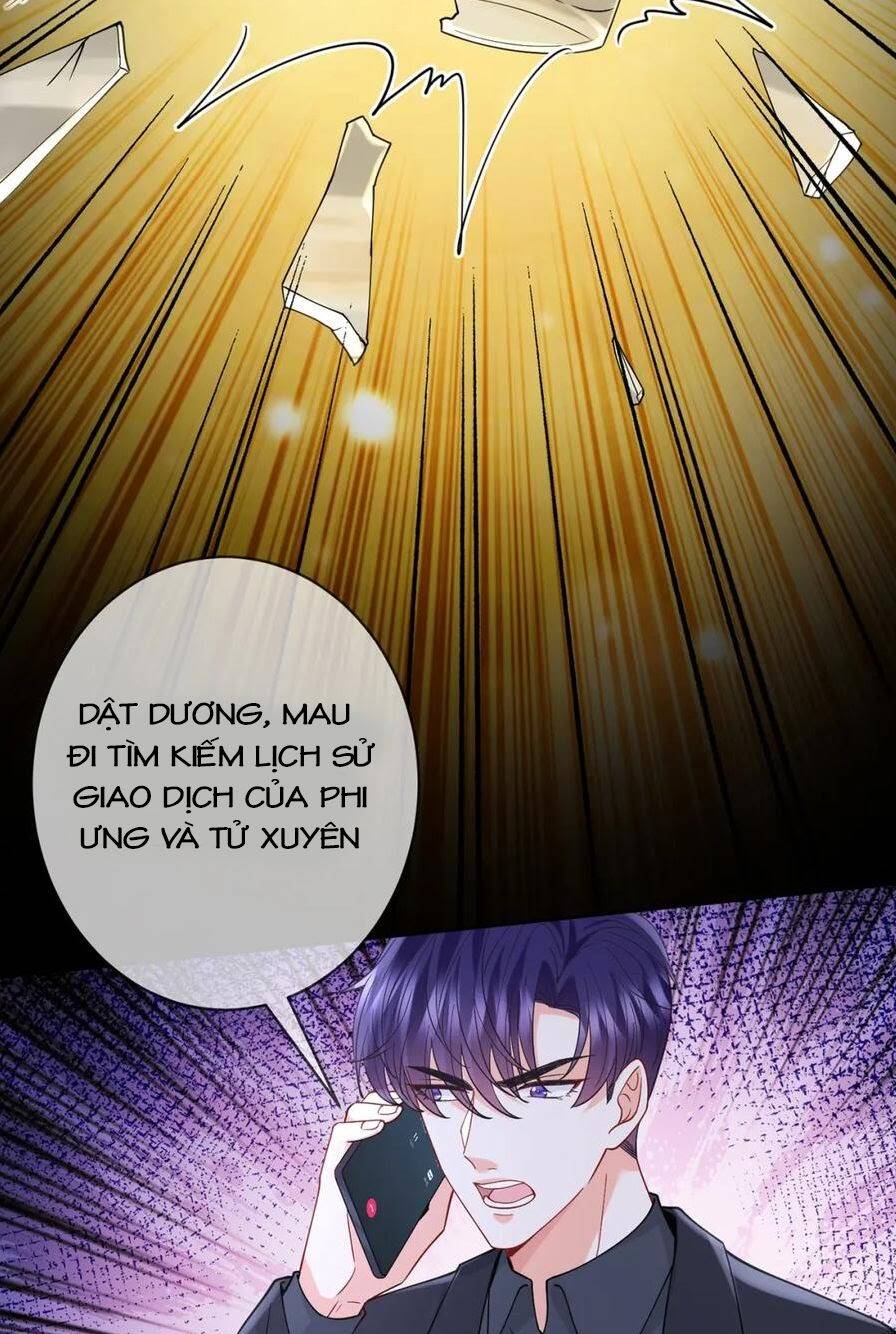 DẬT DƯƠNG, MAU
ĐI TÌM KIẾM LỊCH SỬ
GIAO DỊCH CỦA PHI
ƯNG VÀ TỬ XUYÊN